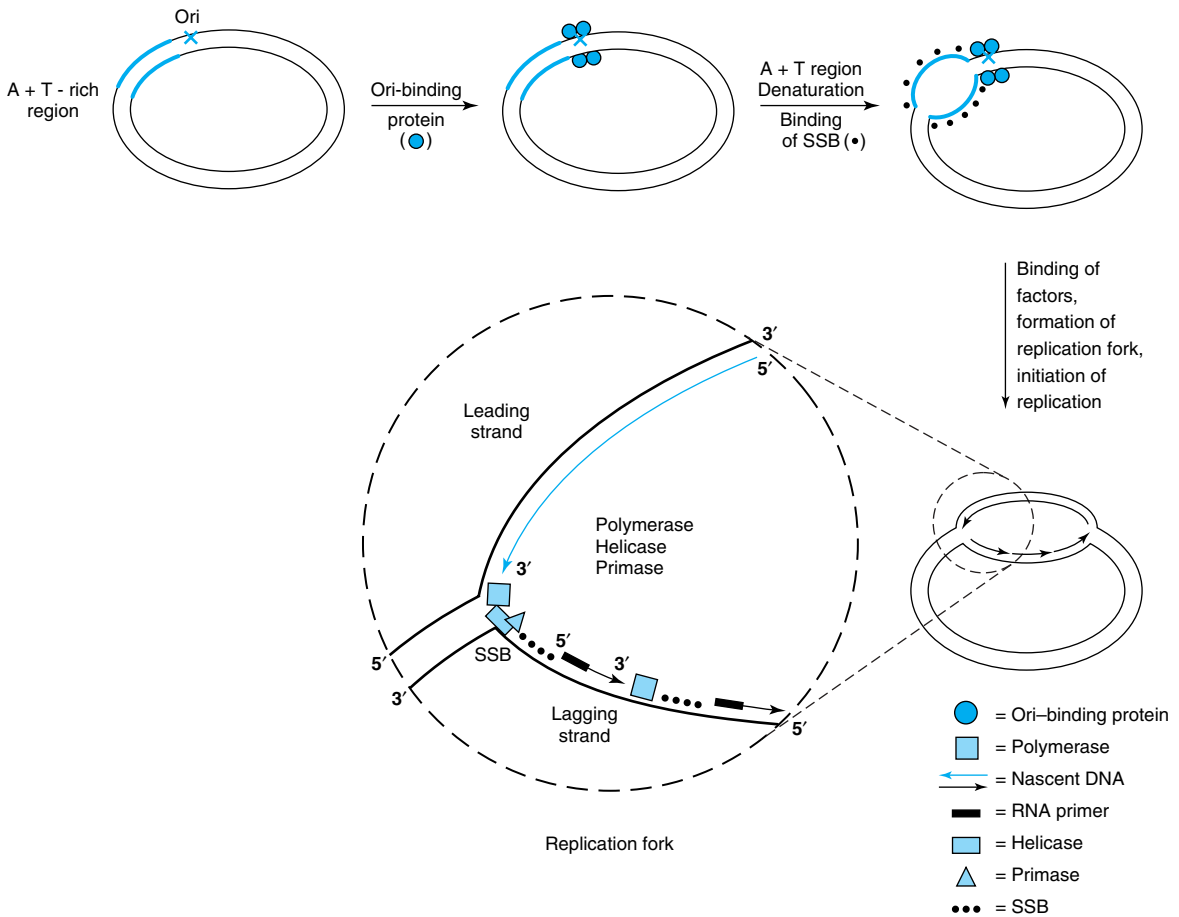 Ori
A + T - rich
region
Ori-binding
protein
( )
A + T region
Denaturation
Binding
of SSB ( • )
Binding of
factors,
formation of
replication fork,
initiation of
replication
3′
5′
Leading
strand
Polymerase
Helicase
Primase
3′
5′
3′
SSB
5′
3′
Lagging
strand
5′
Replication fork
= Ori–binding protein
= Polymerase
= Nascent DNA
= RNA primer
= Helicase
= Primase
= SSB